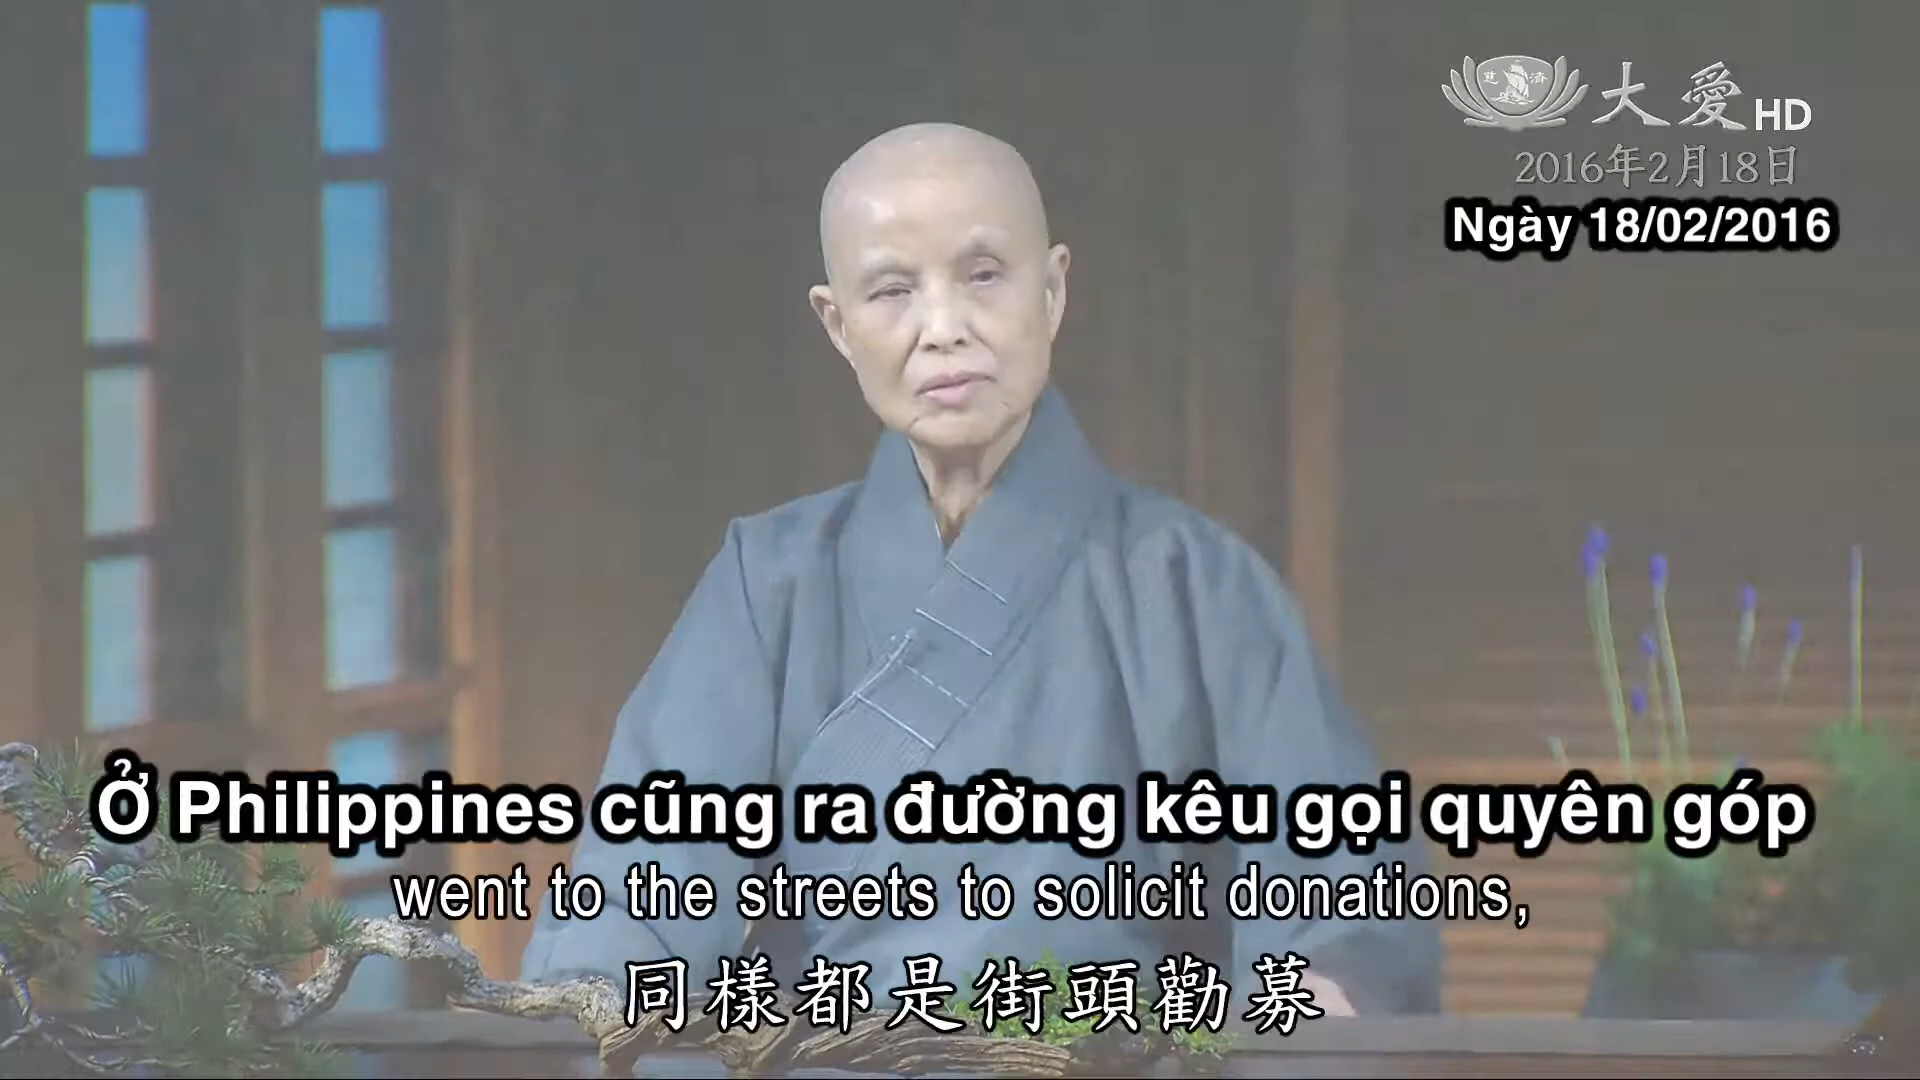 慈濟
大愛HD
2016年2月18日
Ngày 18/02/2016
Ở Philippines cũng ra đường kêu gọi quyên góp
went to the streets to solicit donations,
同樣都是街頭勸募